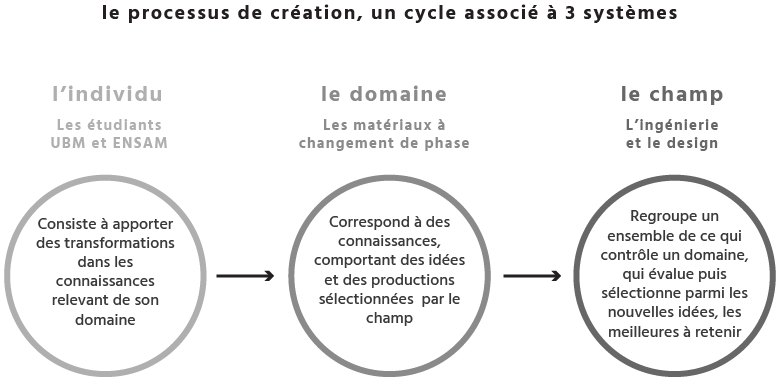 le processus de création, un cycle associé à 3 systèmes
l'individu
Les étudiants
UBM et ENSAM
Consiste à apporter
des transformations
dans les
connaissances
relevant de son
domaine
le domaine
Les matériaux à
changement de phase
Correspond à des
connaissances,
comportant des idées
et des productions
sélectionnées par le
champ
le champ
L'ingénierie
et le design
Regroupe un
ensemble de ce qui
contrôle un domaine,
qui évalue puis
sélectionne parmi les
nouvelles idées, les
meilleures à retenir